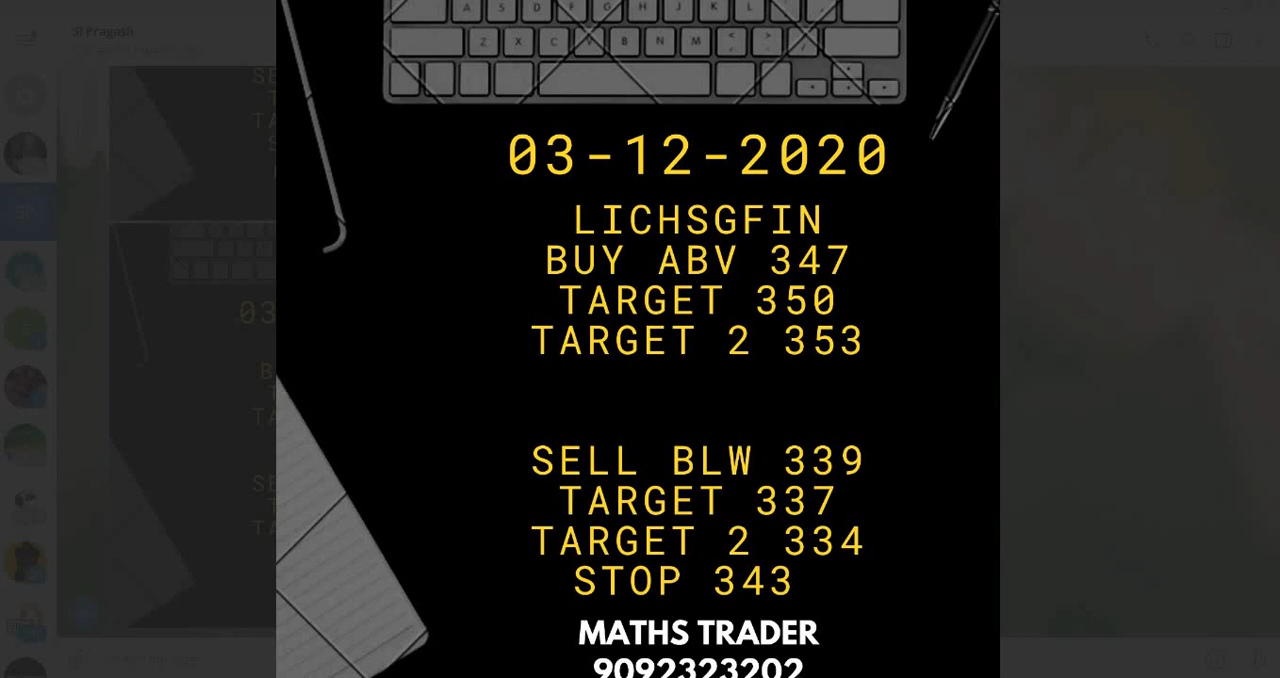 A S D F G H J K L
Z X C V B N M < > /
03-12-2020
LICHSGFIN
BUY ABV 347
TARGET 350
TARGET 2 353
SELL BLW 339
TARGET 337
TARGET 2 334
STOP 343
MATHS TRADER
9092323202